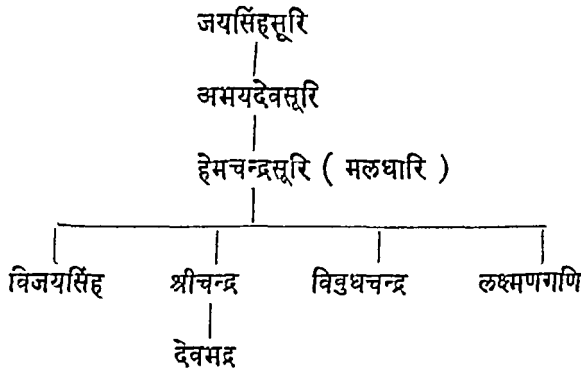 जयसिंहसूरि
अभयदेवसूरि
हेमचन्द्रसूरि ( मलधारि )
विजयसिंह श्रीचन्द्र विबुधचन्द्र लक्ष्मणगणि
देवभद्र